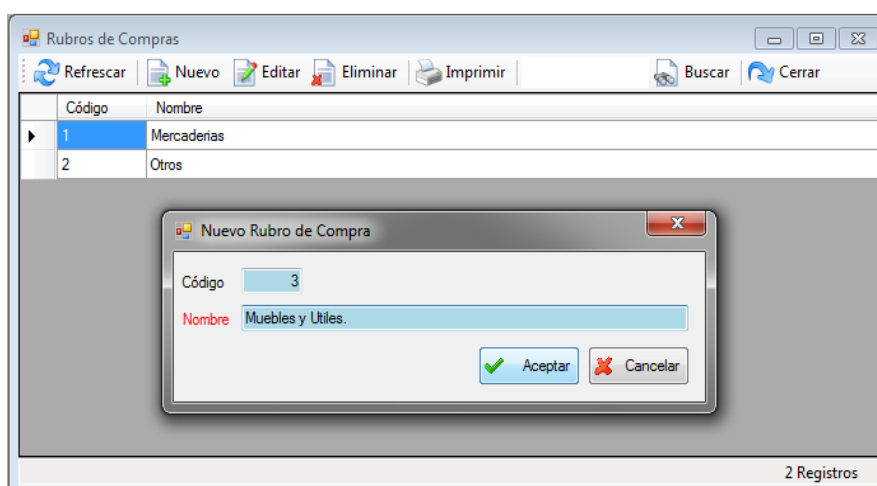 Rubros de Compras
Refrescar Nuevo Editar Eliminar Imprimir Buscar Cerrar
Código Nombre
1 Mercaderias
2 Otros
Nuevo Rubro de Compra
Código 3
Nombre Muebles y Utiles.
Aceptar Cancelar
2 Registros